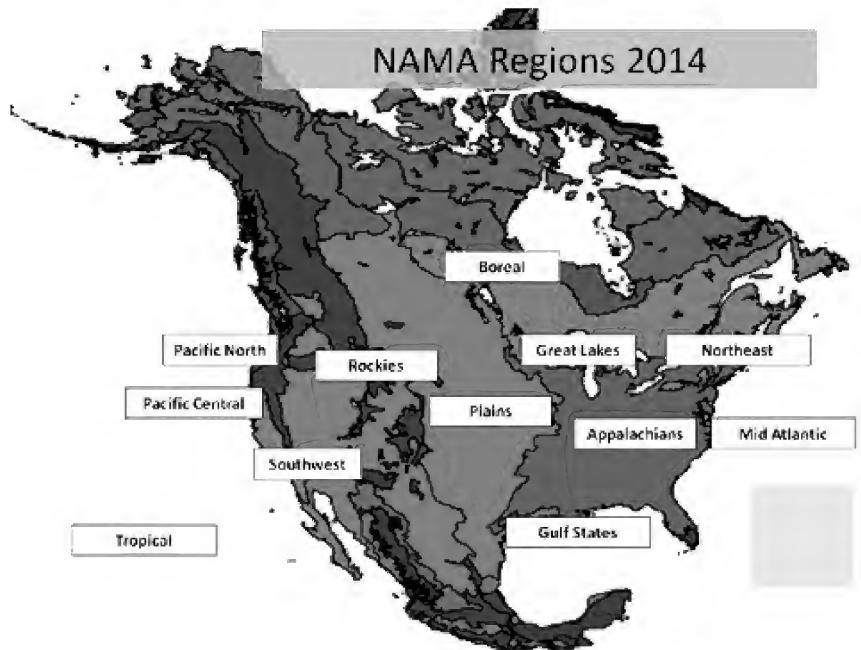 NAMA Regions 2014
Boreal
Pacific North
Rockies
Great Lakes
Northeast
Pacific Central
Plains
Appalachians
Mid Atlantic
Southwest
Tropical
Gulf States